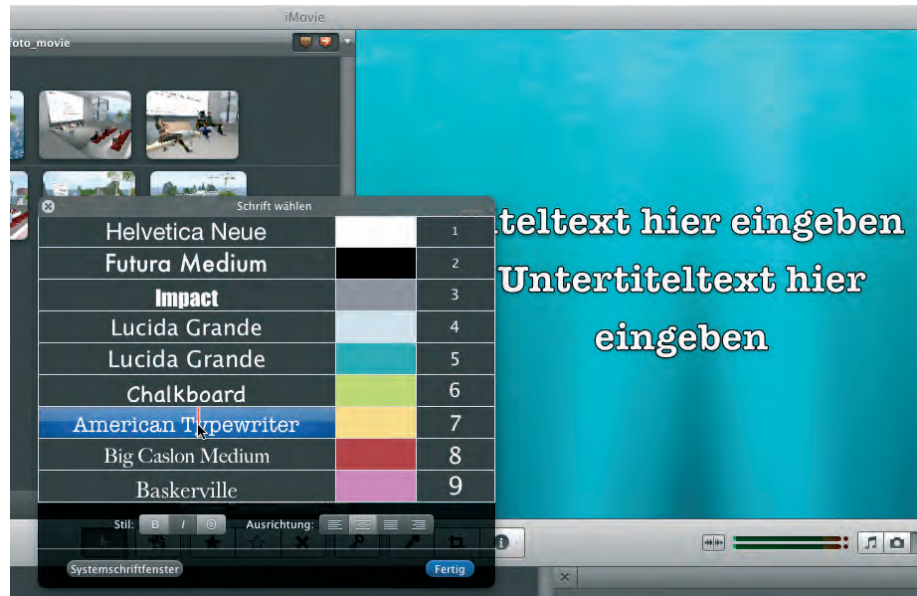 iMovie
foto_movie
Schrift wählen
Helvetica Neue 1
Futura Medium 2
Impact 3
Lucida Grande 4
Lucida Grande 5
Chalkboard 6
American Typewriter 7
Big Caslon Medium 8
Baskerville 9
Stil: B I Ausrichtung:
Systemschriftfenster Fertig
iteltext hier eingeben
Untertiteltext hier
eingeben